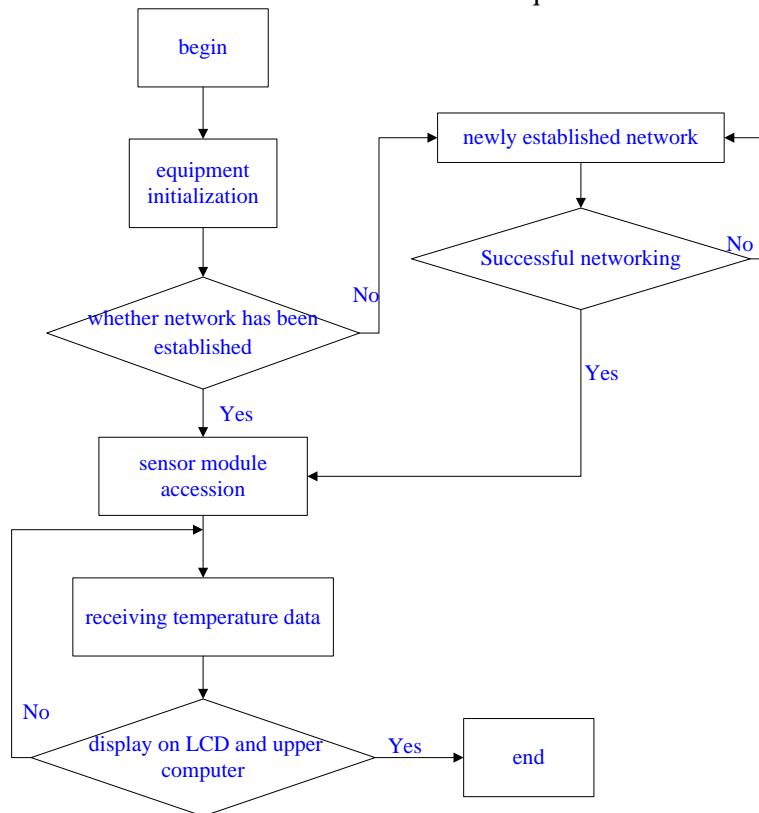 begin
equipment
initialization
whether network has been
established
No
Yes
newly established network
Successful networking
No
Yes
sensor module
accession
receiving temperature data
display on LCD and upper
computer
No
Yes
end